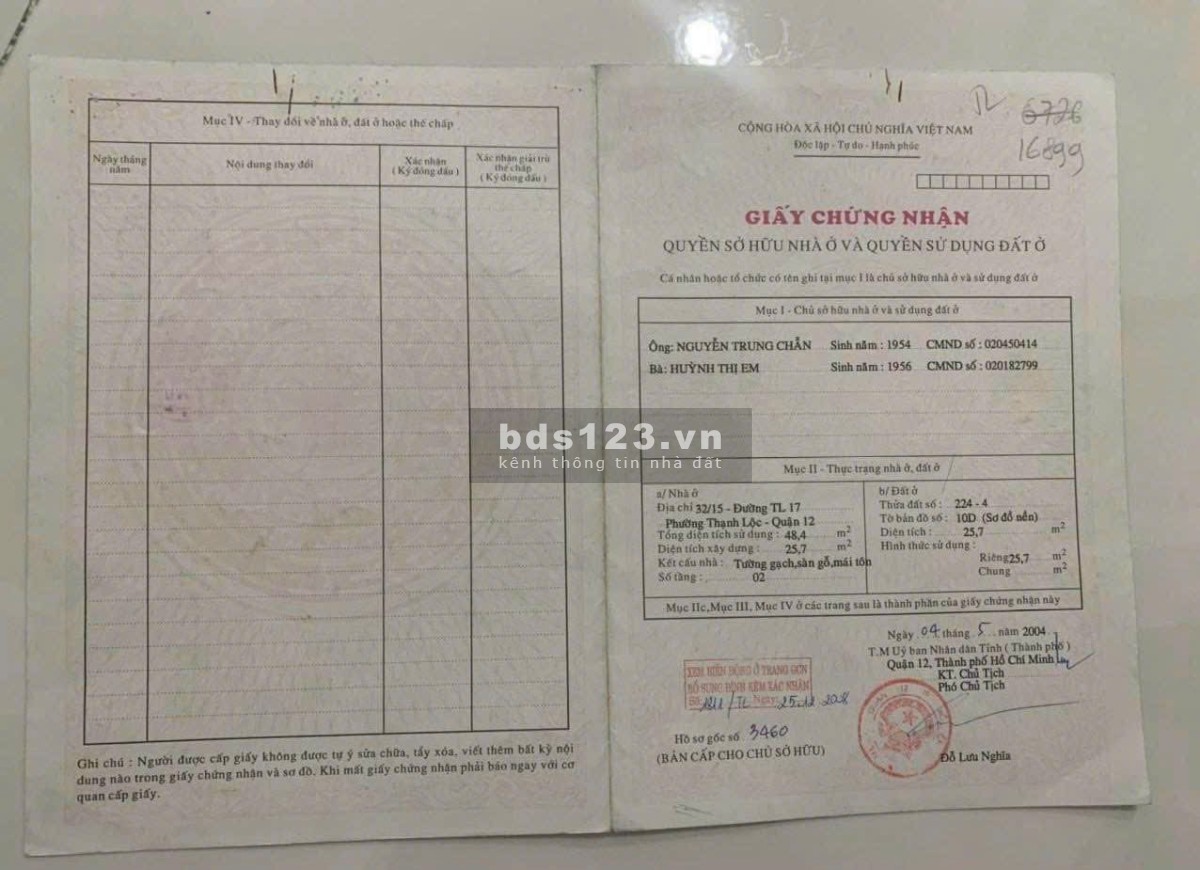 Mục IV - Thay đổi về nhà ở, đất ở hoặc thế chấp
Ngày tháng năm
Nội dung thay đổi
Xác nhận
( Ký đóng dấu )
Xác nhận giải trừ
thế chấp
( Ký đóng dấu )
Ghi chú : Người được cấp giấy không được tự ý sửa chữa, tẩy xóa, viết thêm bất kỳ nội
dung nào trong giấy chứng nhận và sơ đồ. Khi mất giấy chứng nhận phải báo ngay với cơ
quan cấp giấy.
6726
16899
CỘNG HÒA XÃ HỘI CHỦ NGHĨA VIỆT NAM
Độc lập - Tự do - Hạnh phúc
GIẤY CHỨNG NHẬN
QUYỀN SỞ HỮU NHÀ Ở VÀ QUYỀN SỬ DỤNG ĐẤT Ở
Cá nhân hoặc tổ chức có tên ghi tại mục I là chủ sở hữu nhà ở và sử dụng đất ở
Mục I - Chủ sở hữu nhà ở và sử dụng đất ở
Ông: NGUYỄN TRUNG CHẮN Sinh năm : 1954 CMND số : 020450414
Bà: HUỲNH THỊ EM Sinh năm : 1956 CMND số : 020182799
bds123.vn
kênh thông tin nhà đất
Mục II - Thực trạng nhà ở, đất ở
a/ Nhà ở
Địa chỉ 32/15 - Đường TL 17
Phường Thạnh Lộc - Quận 12
Tổng diện tích sử dụng : 48,4 m2
Diện tích xây dựng : 25,7 m2
Kết cấu nhà : Tường gạch,sàn gỗ,mái tôn
Số tầng : 02
b/ Đất ở
Thửa đất số : 224 - 4
Tờ bản đồ số : 10D (Sơ đồ nền)
Diện tích : 25,7 m2
Hình thức sử dụng :
Riêng 25,7 m2
Chung m2
Mục IIc,Mục III, Mục IV ở các trang sau là thành phần của giấy chứng nhận này
Ngày 04 tháng 5 năm 2004
T.M Uỷ ban Nhân dân Tỉnh ( Thành phố )
Quận 12, Thành phố Hồ Chí Minh
KT. Chủ Tịch
Phó Chủ Tịch
XEM BIẾN ĐỘNG Ở TRANG GCN
BỔ SUNG ĐÍNH KÈM XÁC NHẬN
Hồ sơ gốc số 3460
(BẢN CẤP CHO CHỦ SỞ HỮU)
Đỗ Lưu Nghĩa